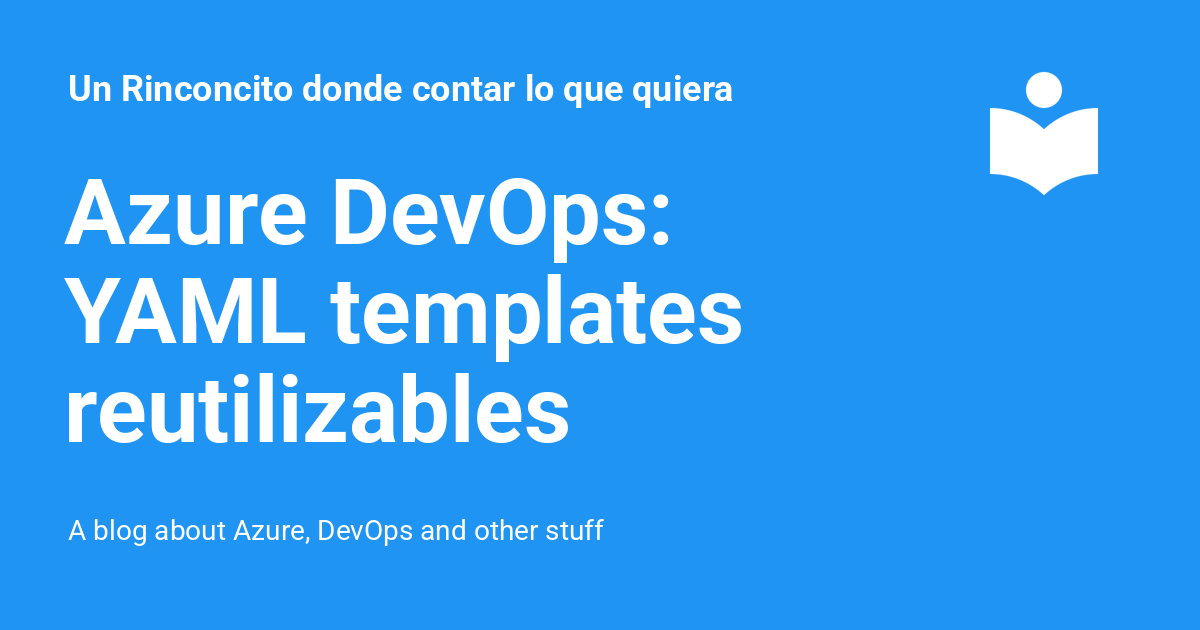 Un Rinconcito donde contar lo que quiera
Azure DevOps:
YAML templates
reutilizables
A blog about Azure, DevOps and other stuff